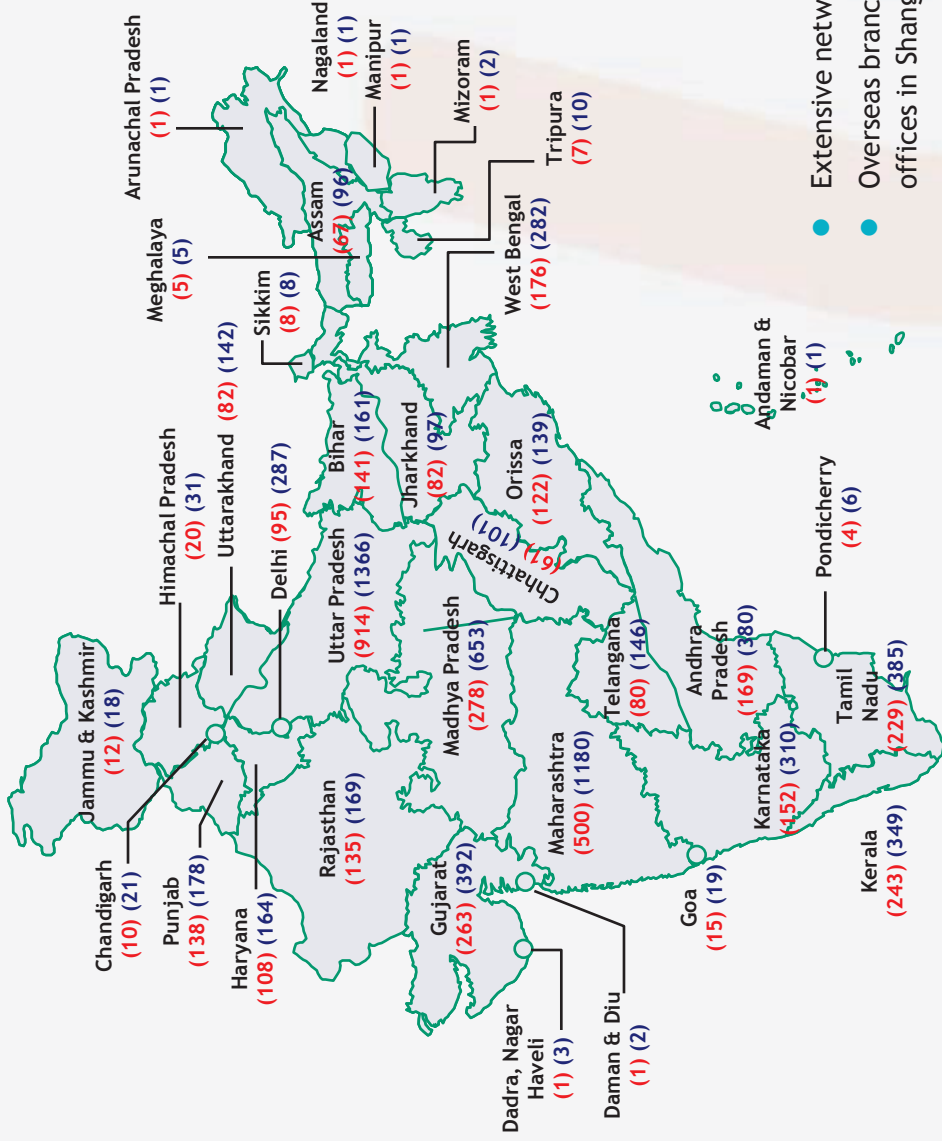 Jammu & Kashmir
(12) (18)
Himachal Pradesh
(20) (31)
Uttarakhand (82) (142)
Delhi (95) (287)
Chandigarh
(10) (21)
Punjab
(138) (178)
Haryana
(108) (164)
Rajasthan
(135) (169)
Uttar Pradesh
(914) (1366)
Bihar
(141) (161)
Sikkim
(8) (8)
Meghalaya
(5) (5)
Arunachal Pradesh
(1) (1)
Assam
(67) (96)
Nagaland
(1) (1)
Manipur
(1) (1)
Mizoram
(1) (2)
Tripura
(7) (10)
West Bengal
(176) (282)
Jharkhand
(82) (97)
Orissa
(122) (139)
Chhattisgarh
(61) (101)
Madhya Pradesh
(278) (653)
Gujarat
(263) (392)
Dadra, Nagar
Haveli
(1) (3)
Daman & Diu
(1) (2)
Maharashtra
(500) (1180)
Telangana
(80) (146)
Andhra
Pradesh
(169) (380)
Goa
(15) (19)
Karnataka
(152) (310)
Kerala
(243) (349)
Tamil
Nadu
(229) (385)
Pondicherry
(4) (6)
Andaman &
Nicobar
(1) (1)
● Extensive netw
● Overseas branc
offices in Shang